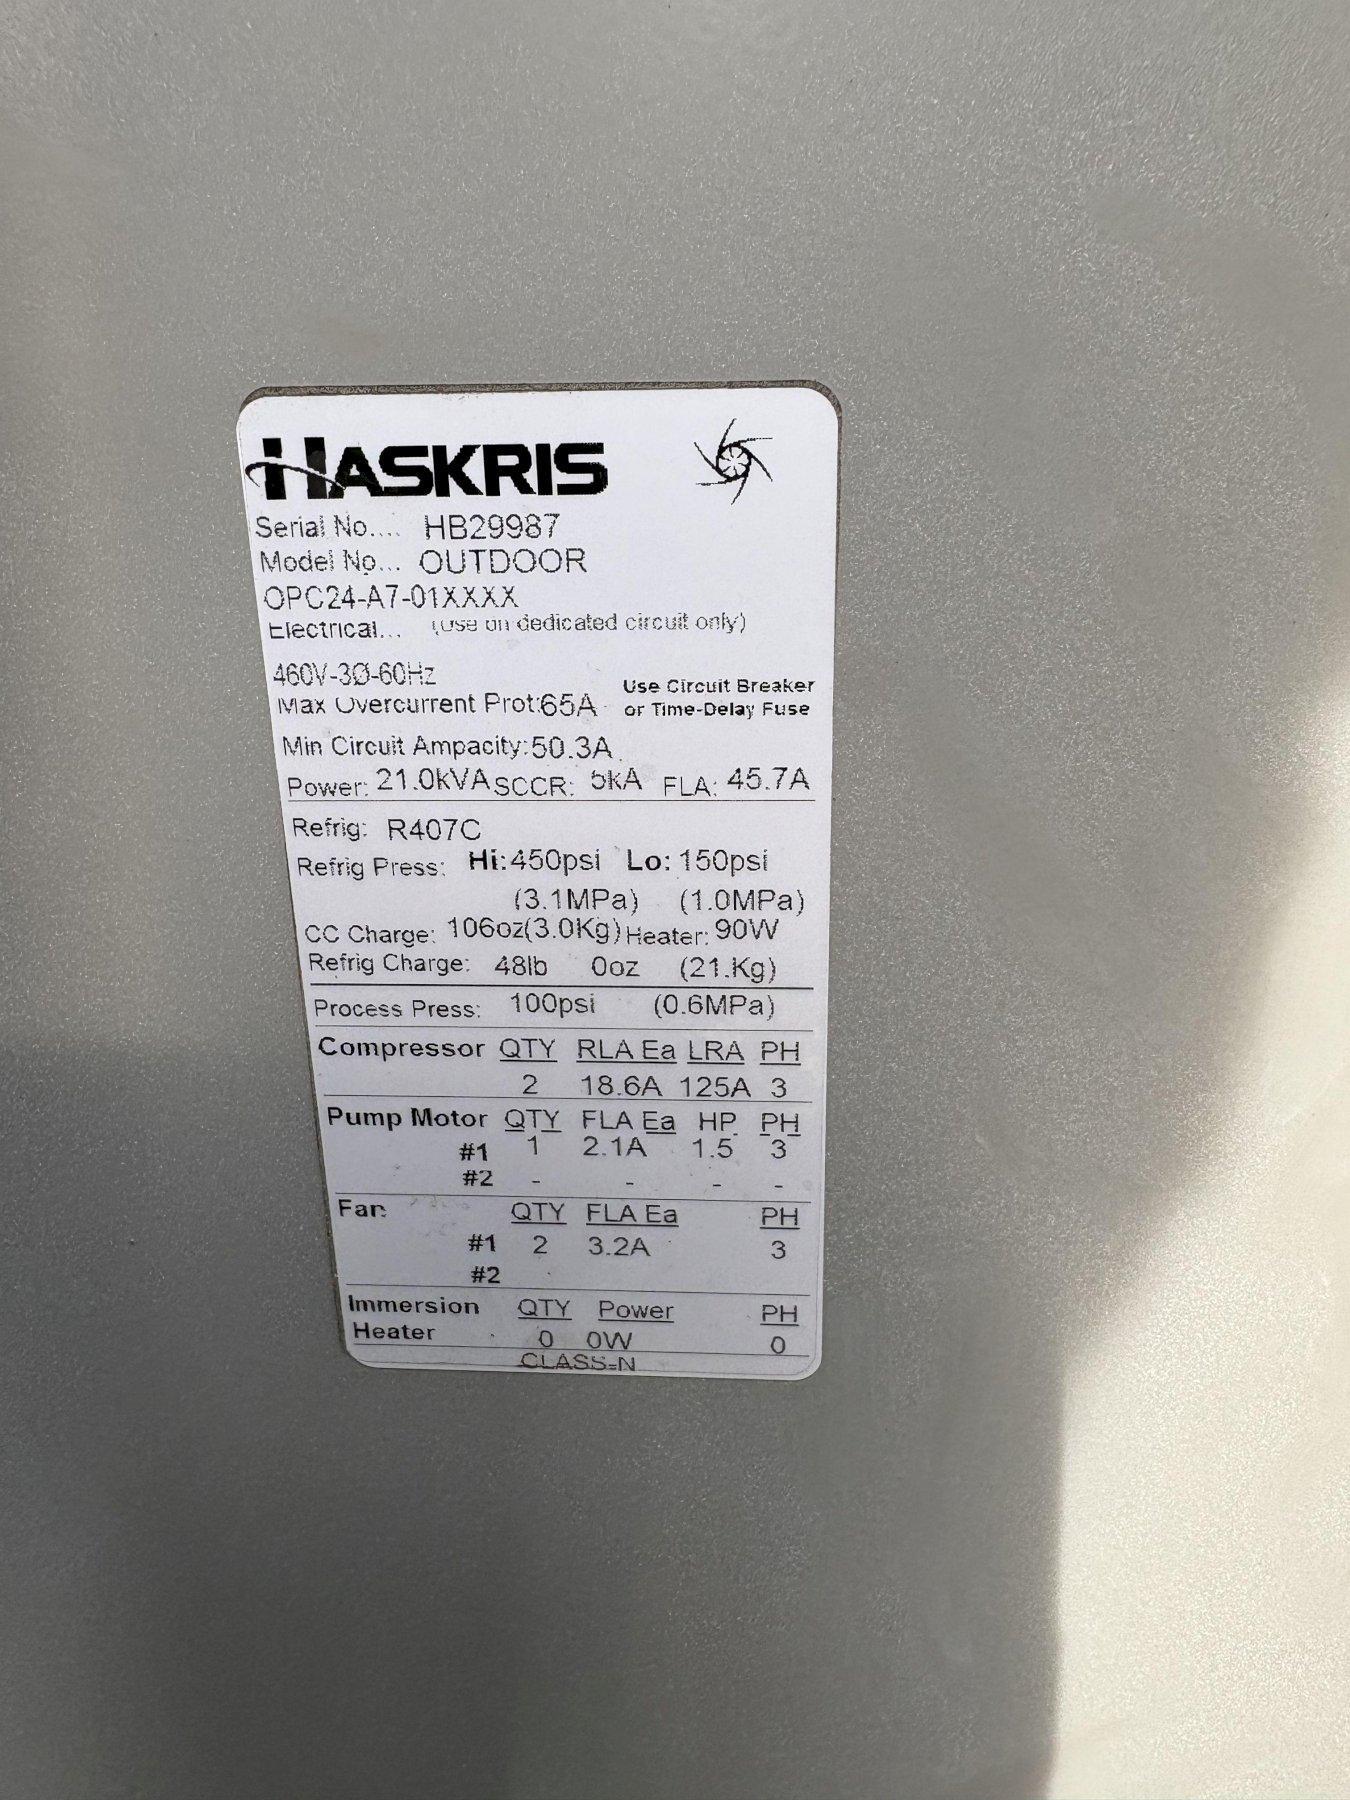 HASKRIS
Serial No.... HB29987
Model No... OUTDOOR
OPC24-A7-01XXXX
Electrical... (Use on dedicated circuit only)
460V-3Ø-60Hz
Max Overcurrent Prot:65A Use Circuit Breaker
or Time-Delay Fuse
Min Circuit Ampacity:50.3A
Power: 21.0kVA SCCR: 5kA FLA: 45.7A
Refrig: R407C
Refrig Press: Hi:450psi Lo: 150psi
(3.1MPa) (1.0MPa)
CC Charge: 106oz(3.0Kg) Heater: 90W
Refrig Charge: 48lb 0oz (21.Kg)
Process Press: 100psi (0.6MPa)
Compressor QTY RLA Ea LRA PH
2 18.6A 125A 3
Pump Motor QTY FLA Ea HP PH
#1 1 2.1A 1.5 3
#2 - - - -
Fan QTY FLA Ea PH
#1 2 3.2A 3
#2
Immersion QTY Power PH
Heater 0 0W 0
CLASS-N